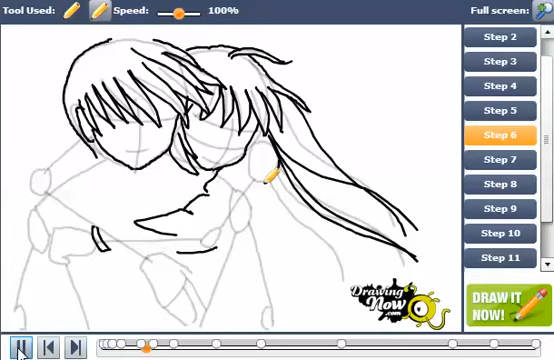 Tool Used:
Speed:
100%
Full screen:
Step 2
Step 3
Step 4
Step 5
Step 6
Step 7
Step 8
Step 9
Step 10
Step 11
Drawing
Now.com
DRAW IT
NOW!